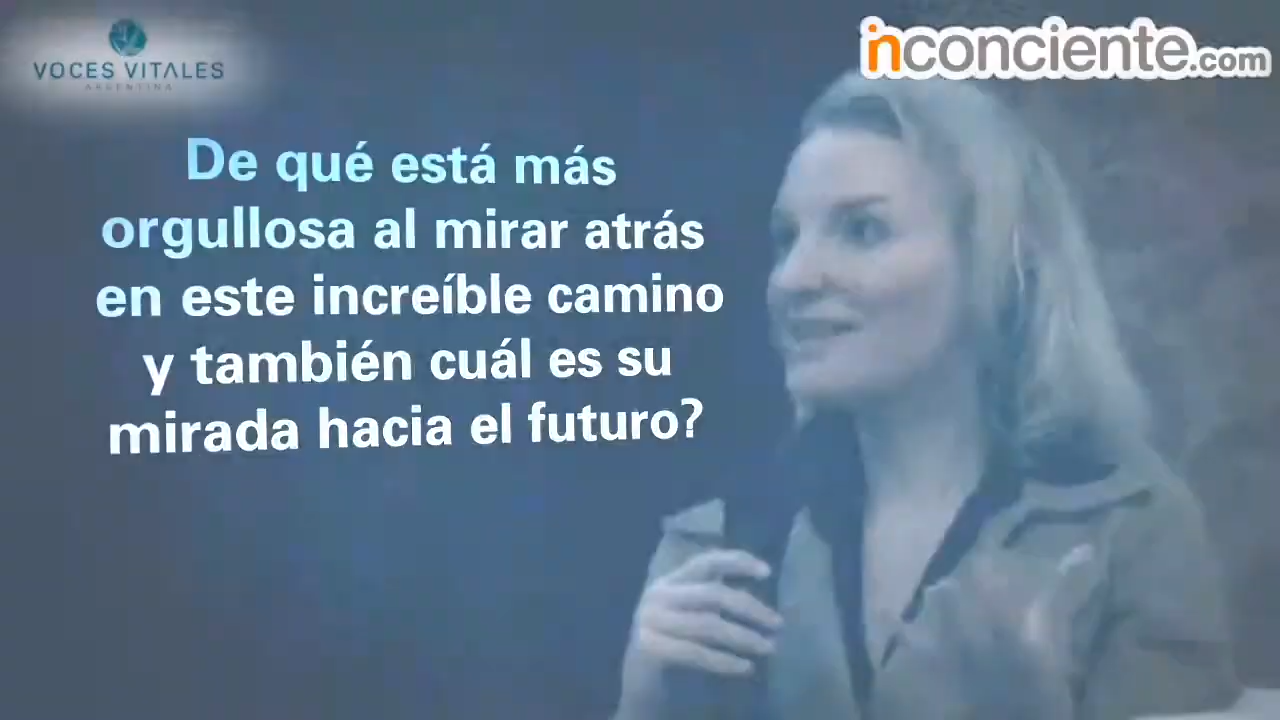 VOCES VITALES
ARGENTINA
inconciente.com
De qué está más
orgullosa al mirar atrás
en este increíble camino
y también cuál es su
mirada hacia el futuro?